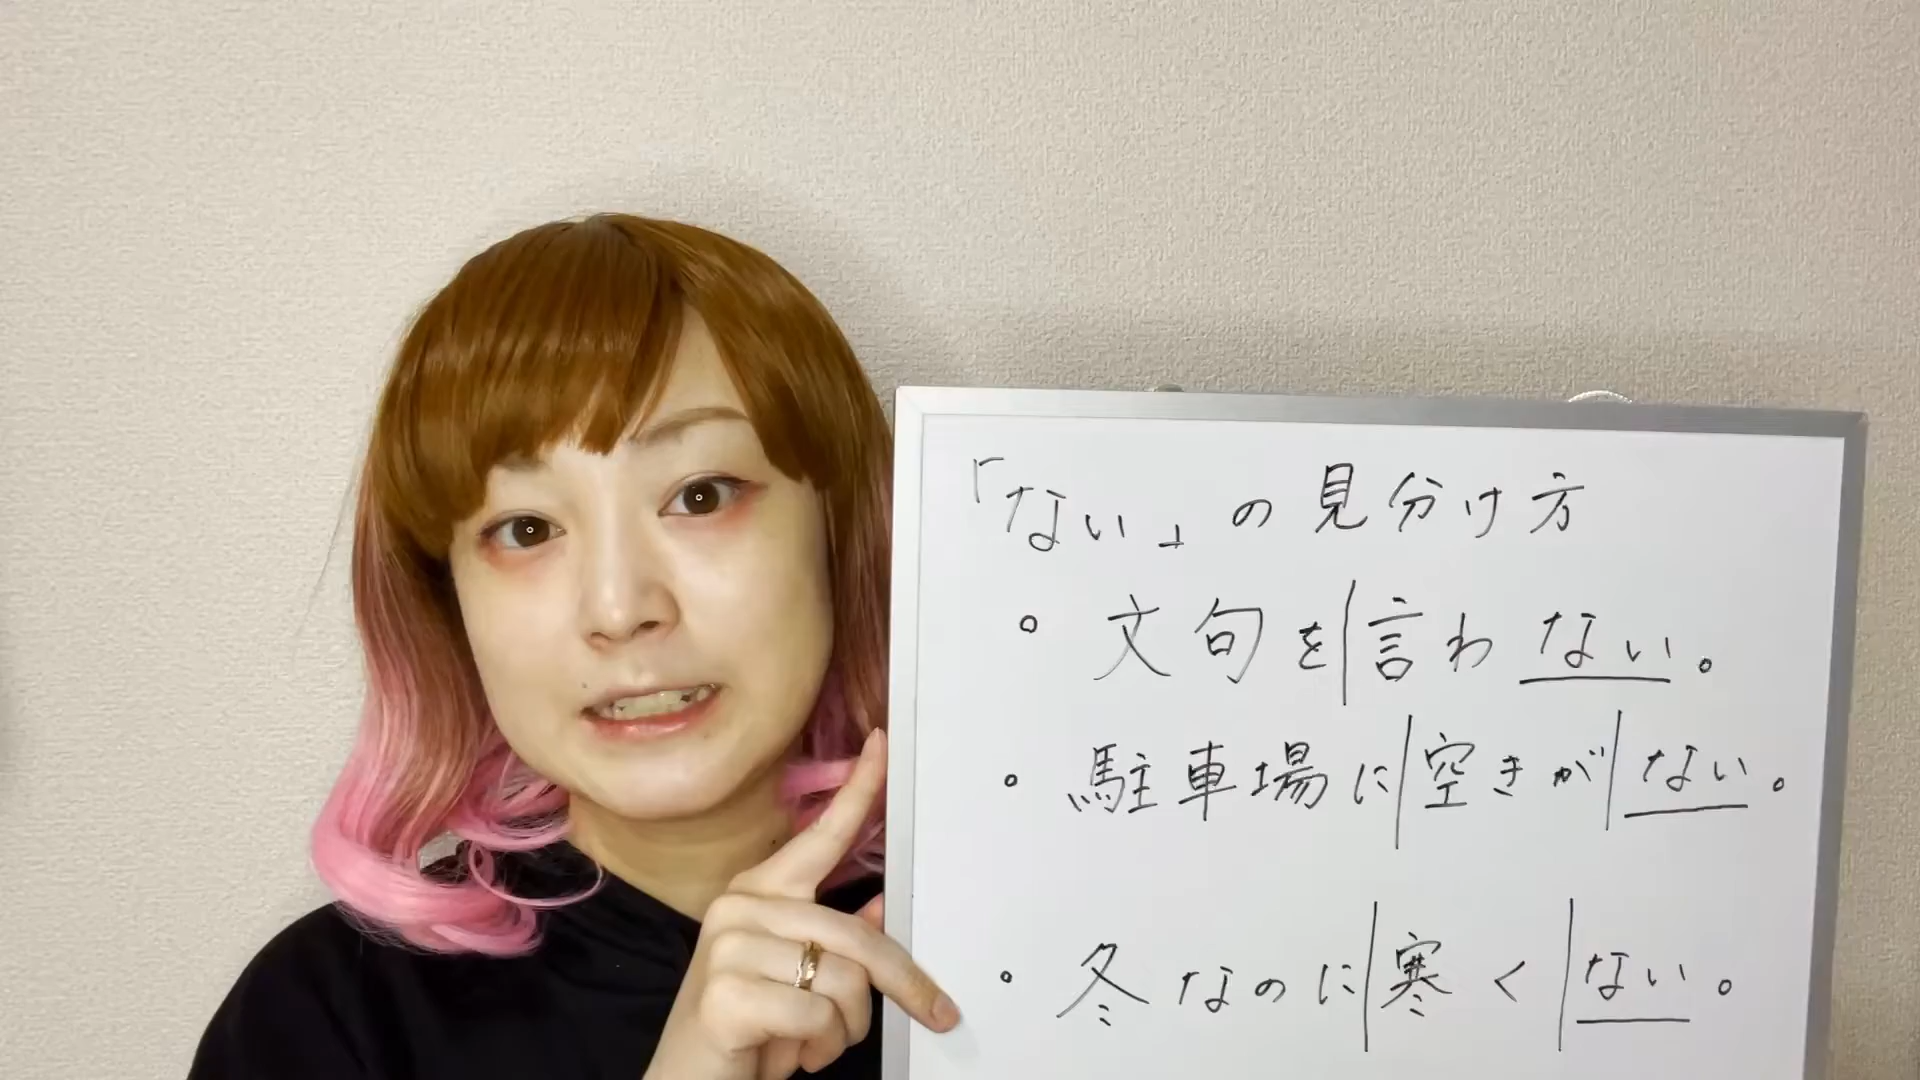 「ない」の見分け方
。文句を|言わない。
。駐車場に|空きが|ない。
。冬なのに|寒く|ない。